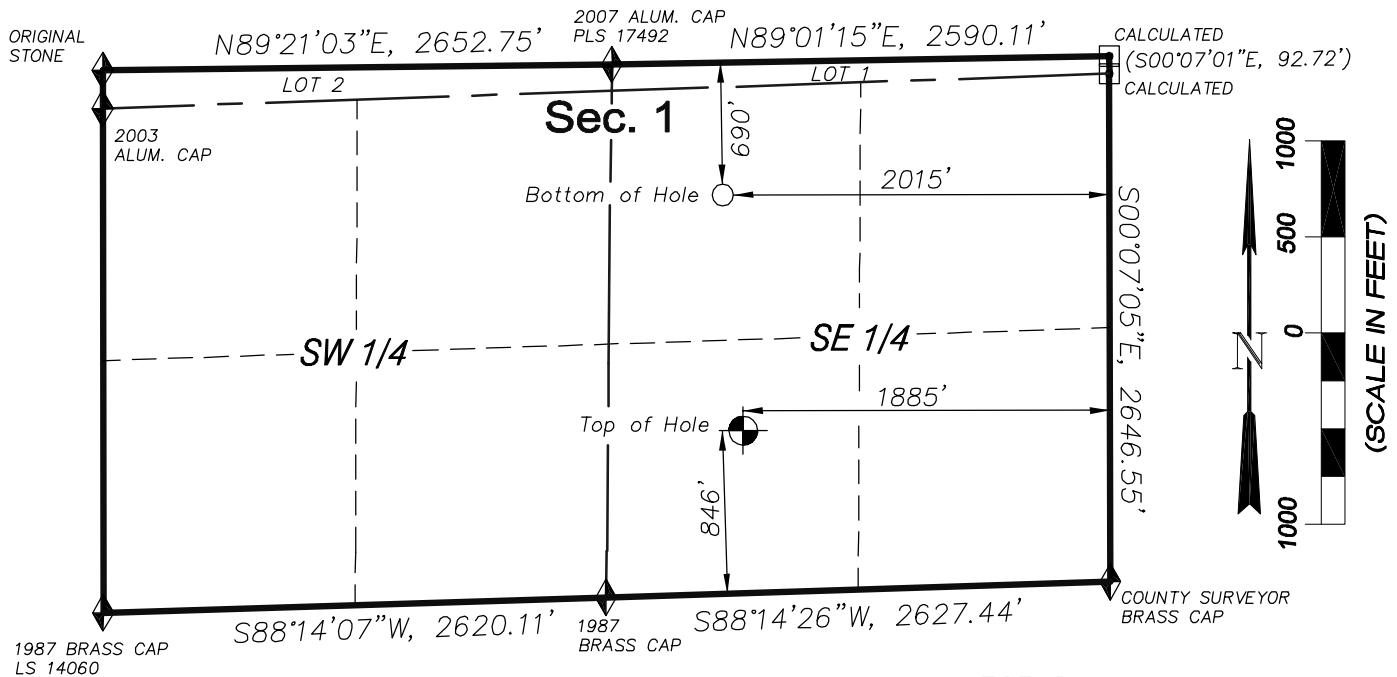 ORIGINAL
STONE
N89°21'03"E, 2652.75'
2007 ALUM. CAP
PLS 17492
N89°01'15"E, 2590.11'
CALCULATED
(S00°07'01"E, 92.72')
CALCULATED
LOT 2
LOT 1
Sec. 1
2003
ALUM. CAP
690'
2015'
Bottom of Hole
S00°07'05"E, 2646.55'
SW 1/4
SE 1/4
1885'
Top of Hole
846'
S88°14'07"W, 2620.11'
1987
BRASS CAP
S88°14'26"W, 2627.44'
COUNTY SURVEYOR
BRASS CAP
1987 BRASS CAP
LS 14060
N
1000
500
0
1000
(SCALE IN FEET)